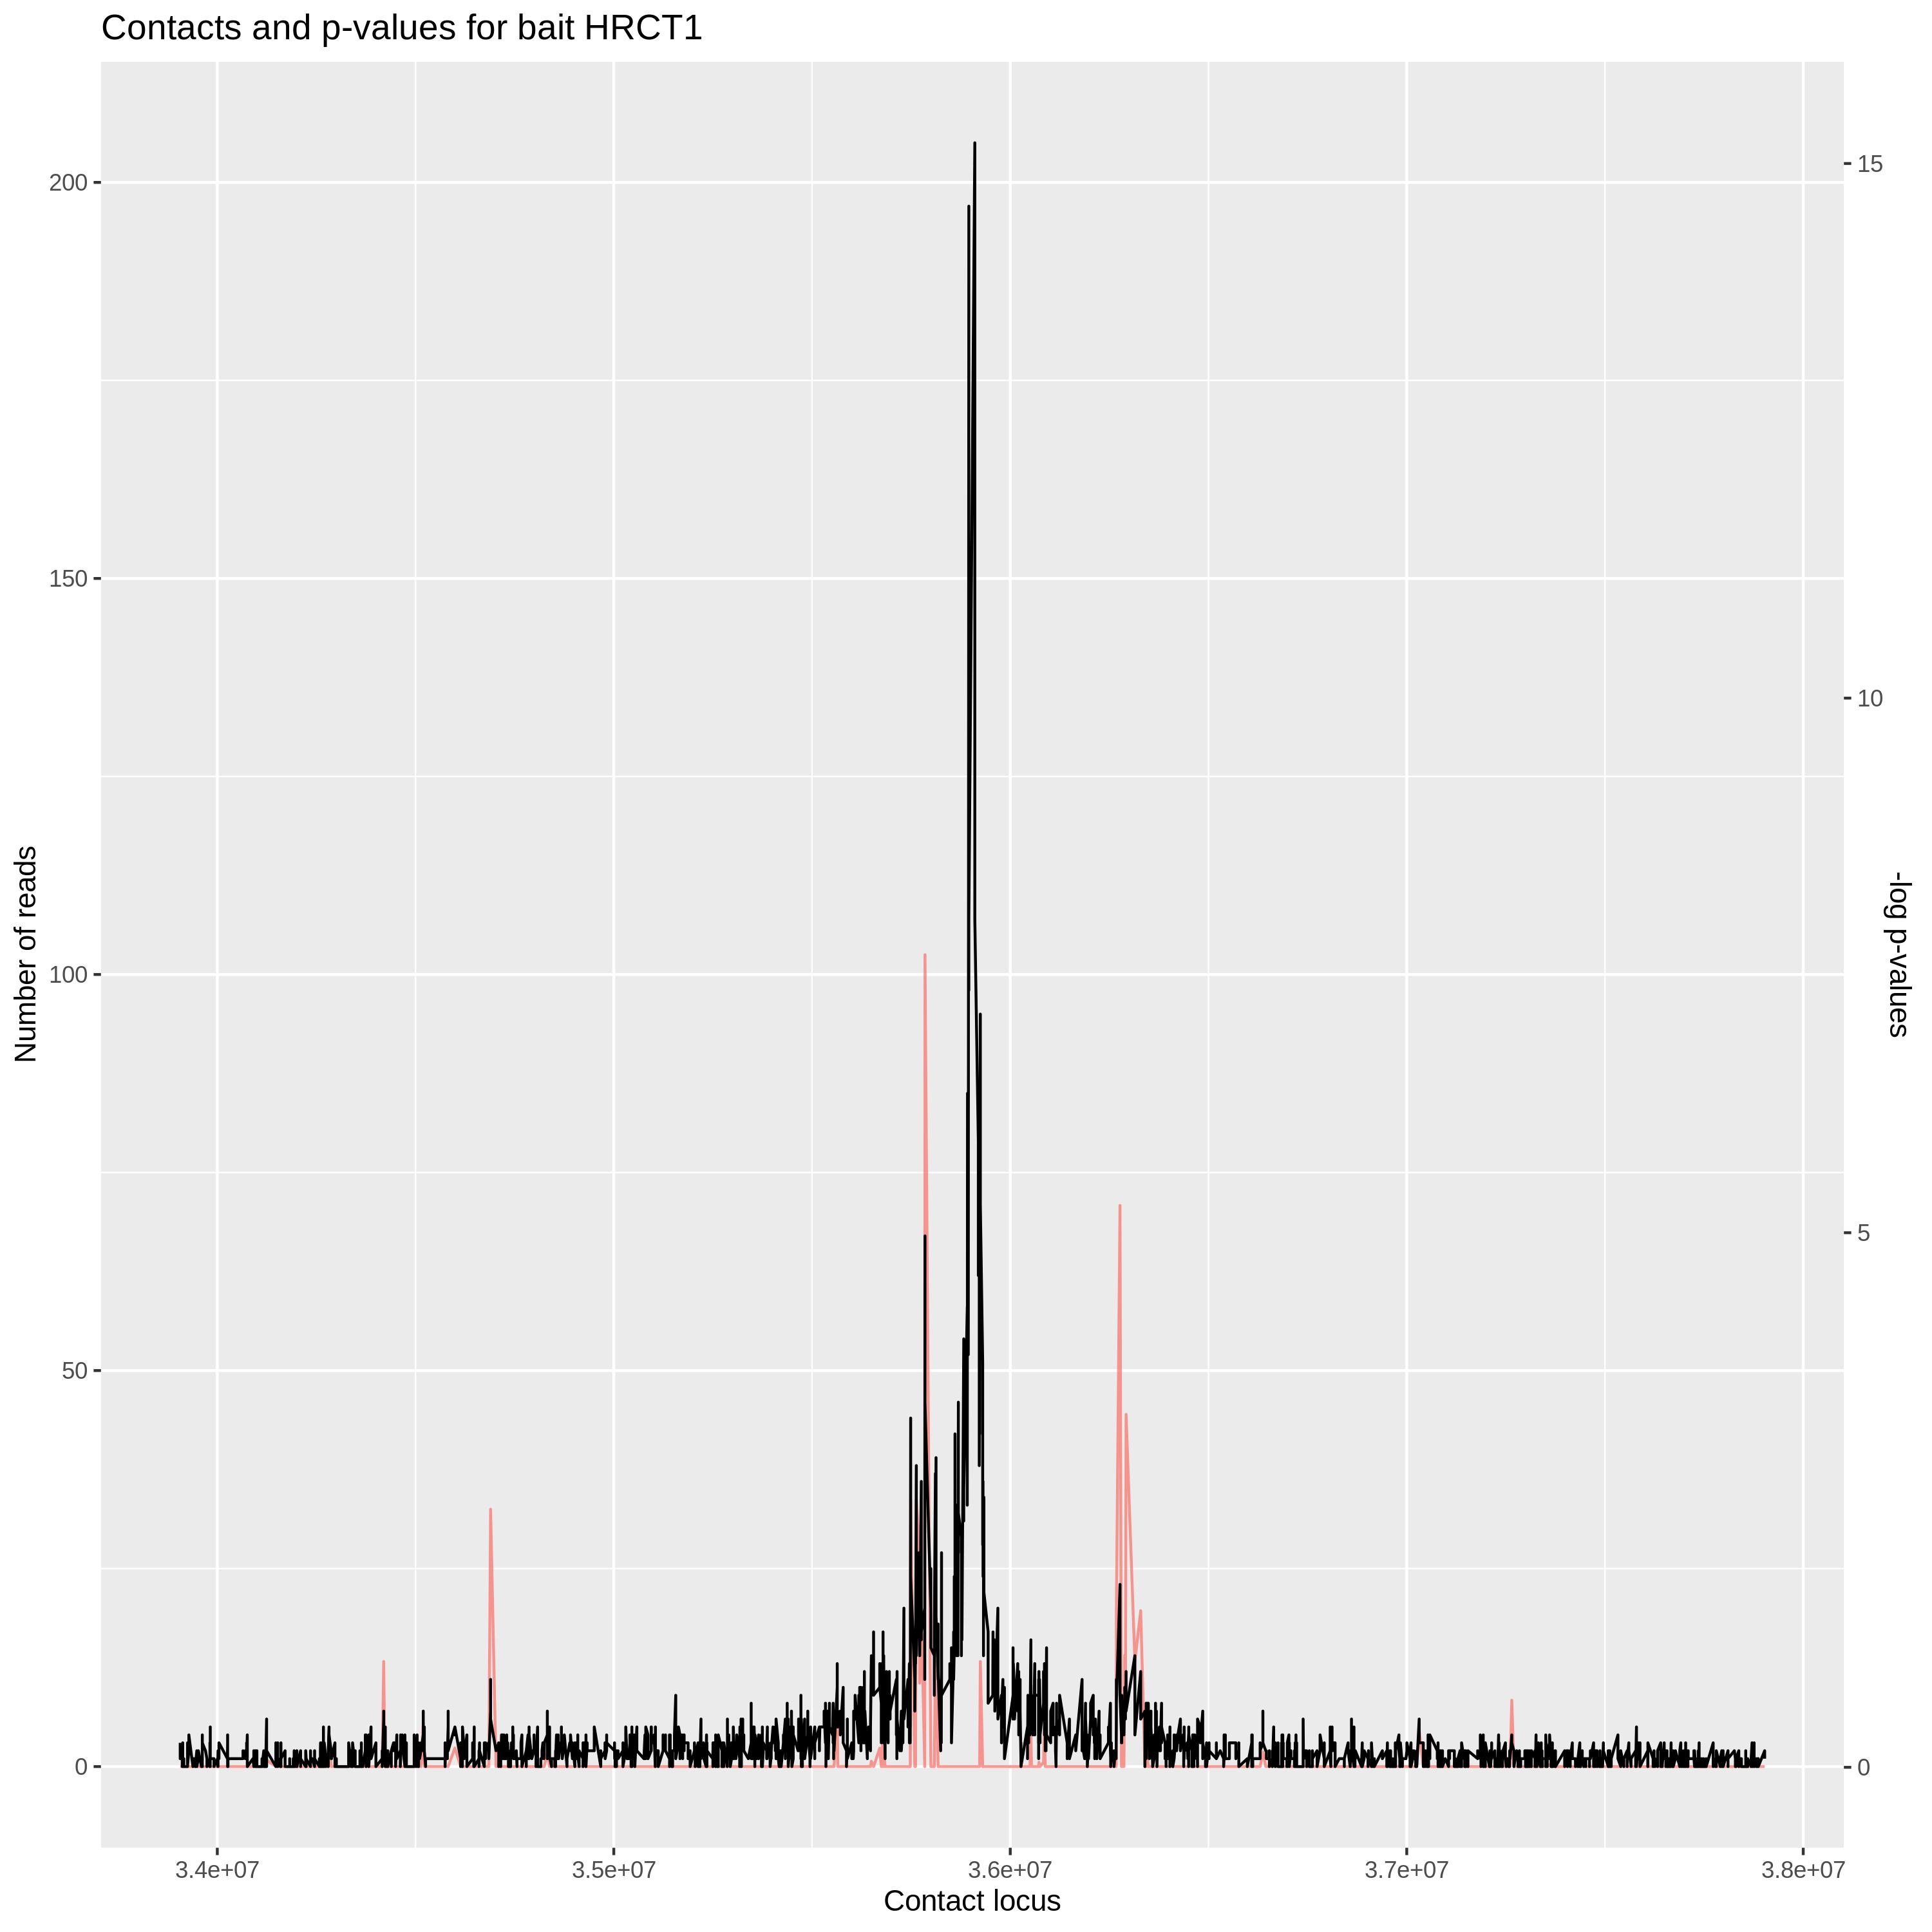 Contacts and p-values for bait HRCT1
200
150
100
50
0
Number of reads
15
10
5
0
-log p-values
3.4e+07
3.5e+07
3.6e+07
3.7e+07
3.8e+07
Contact locus